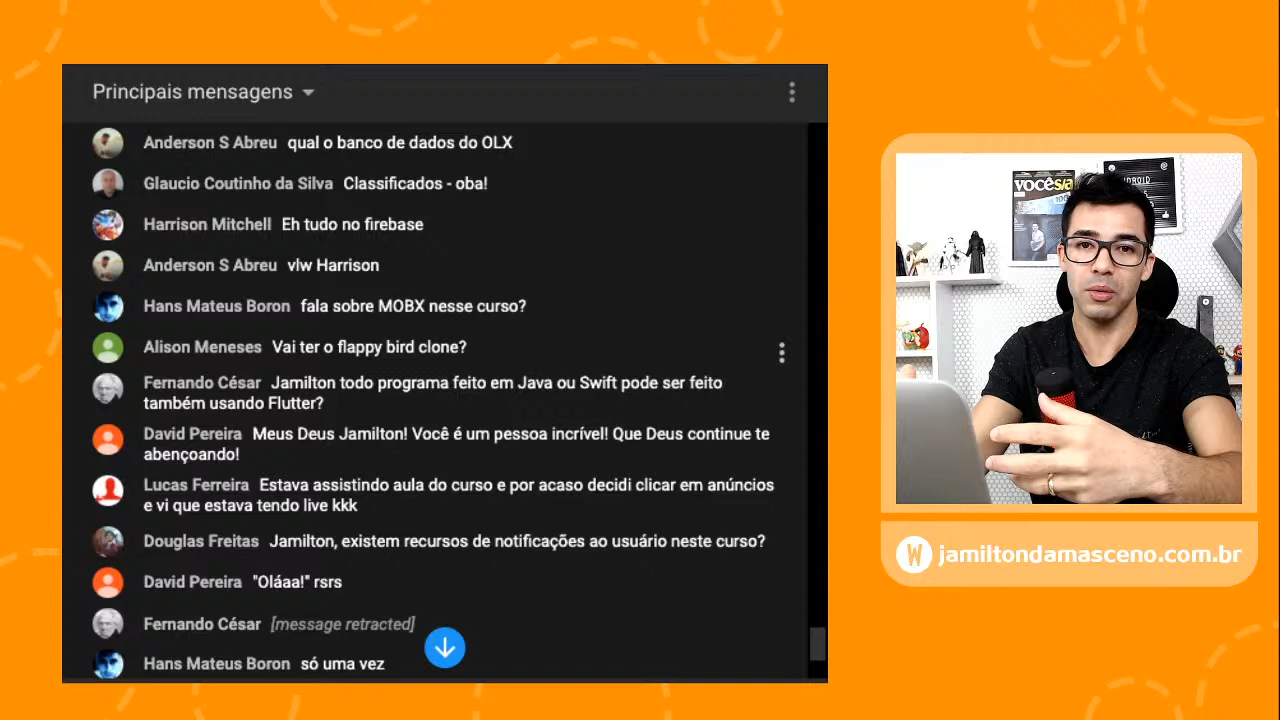 Principais mensagens
Anderson S Abreu qual o banco de dados do OLX
Glaucio Coutinho da Silva Classificados - oba!
Harrison Mitchell Eh tudo no firebase
Anderson S Abreu vlw Harrison
Hans Mateus Boron fala sobre MOBX nesse curso?
Alison Meneses Vai ter o flappy bird clone?
Fernando César Jamilton todo programa feito em Java ou Swift pode ser feito
também usando Flutter?
David Pereira Meus Deus Jamilton! Você é um pessoa incrível! Que Deus continue te
abençoando!
Lucas Ferreira Estava assistindo aula do curso e por acaso decidi clicar em anúncios
e vi que estava tendo live kkk
Douglas Freitas Jamilton, existem recursos de notificações ao usuário neste curso?
David Pereira "Oláaa!" rsrs
Fernando César [message retracted]
Hans Mateus Boron só uma vez
VOCÊ S/A
ANDROID
W jamiltondamasceno.com.br